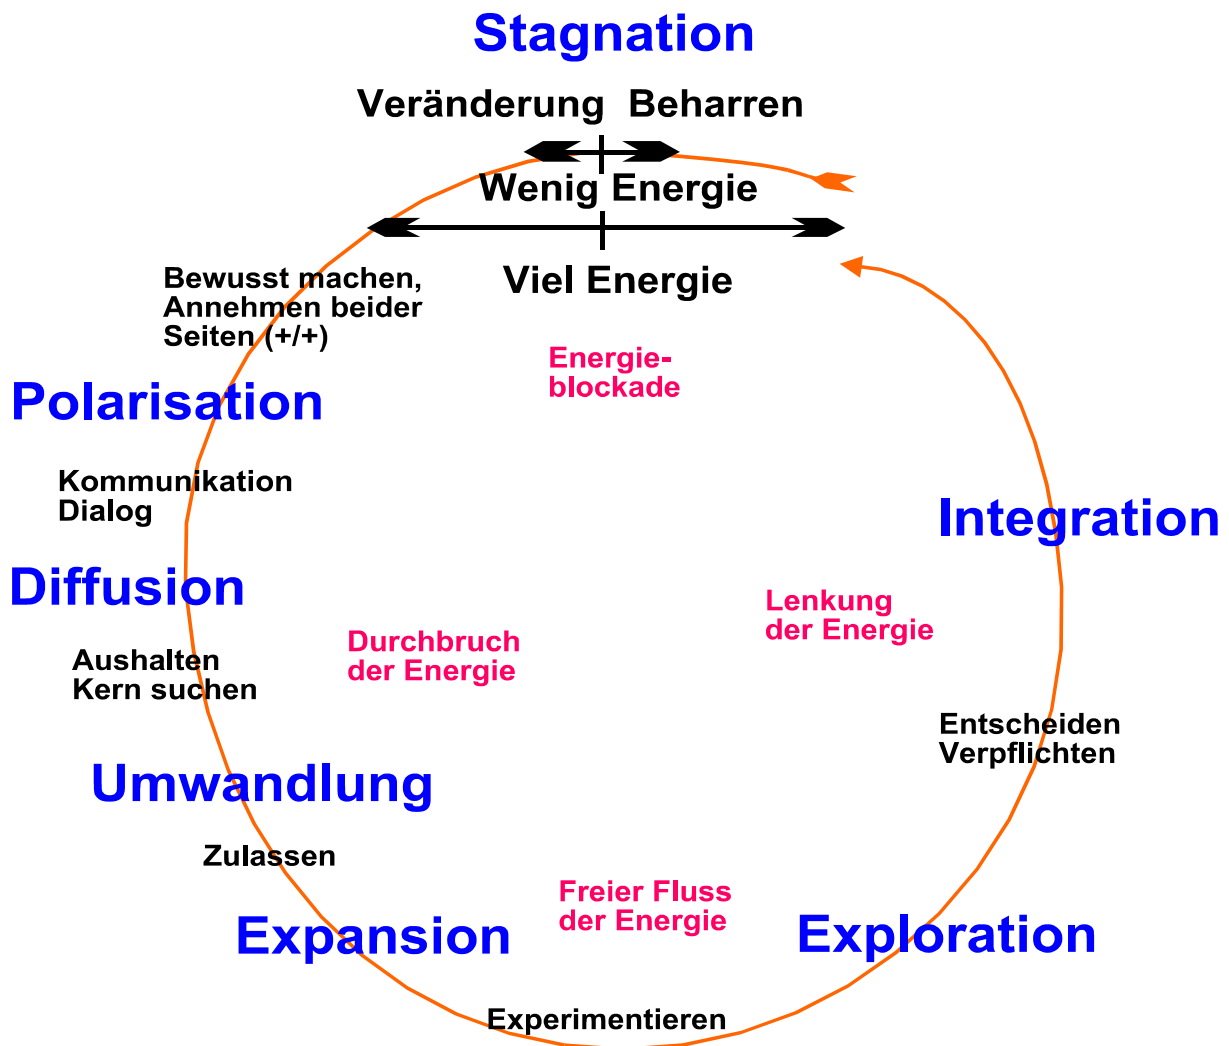 Stagnation
Veränderung Beharren
Wenig Energie
Viel Energie
Bewusst machen,
Annehmen beider
Seiten (+/+)
Energie-
blockade
Polarisation
Kommunikation
Dialog
Integration
Diffusion
Lenkung
der Energie
Durchbruch
der Energie
Aushalten
Kern suchen
Entscheiden
Verpflichten
Umwandlung
Zulassen
Freier Fluss
der Energie
Expansion
Exploration
Experimentieren